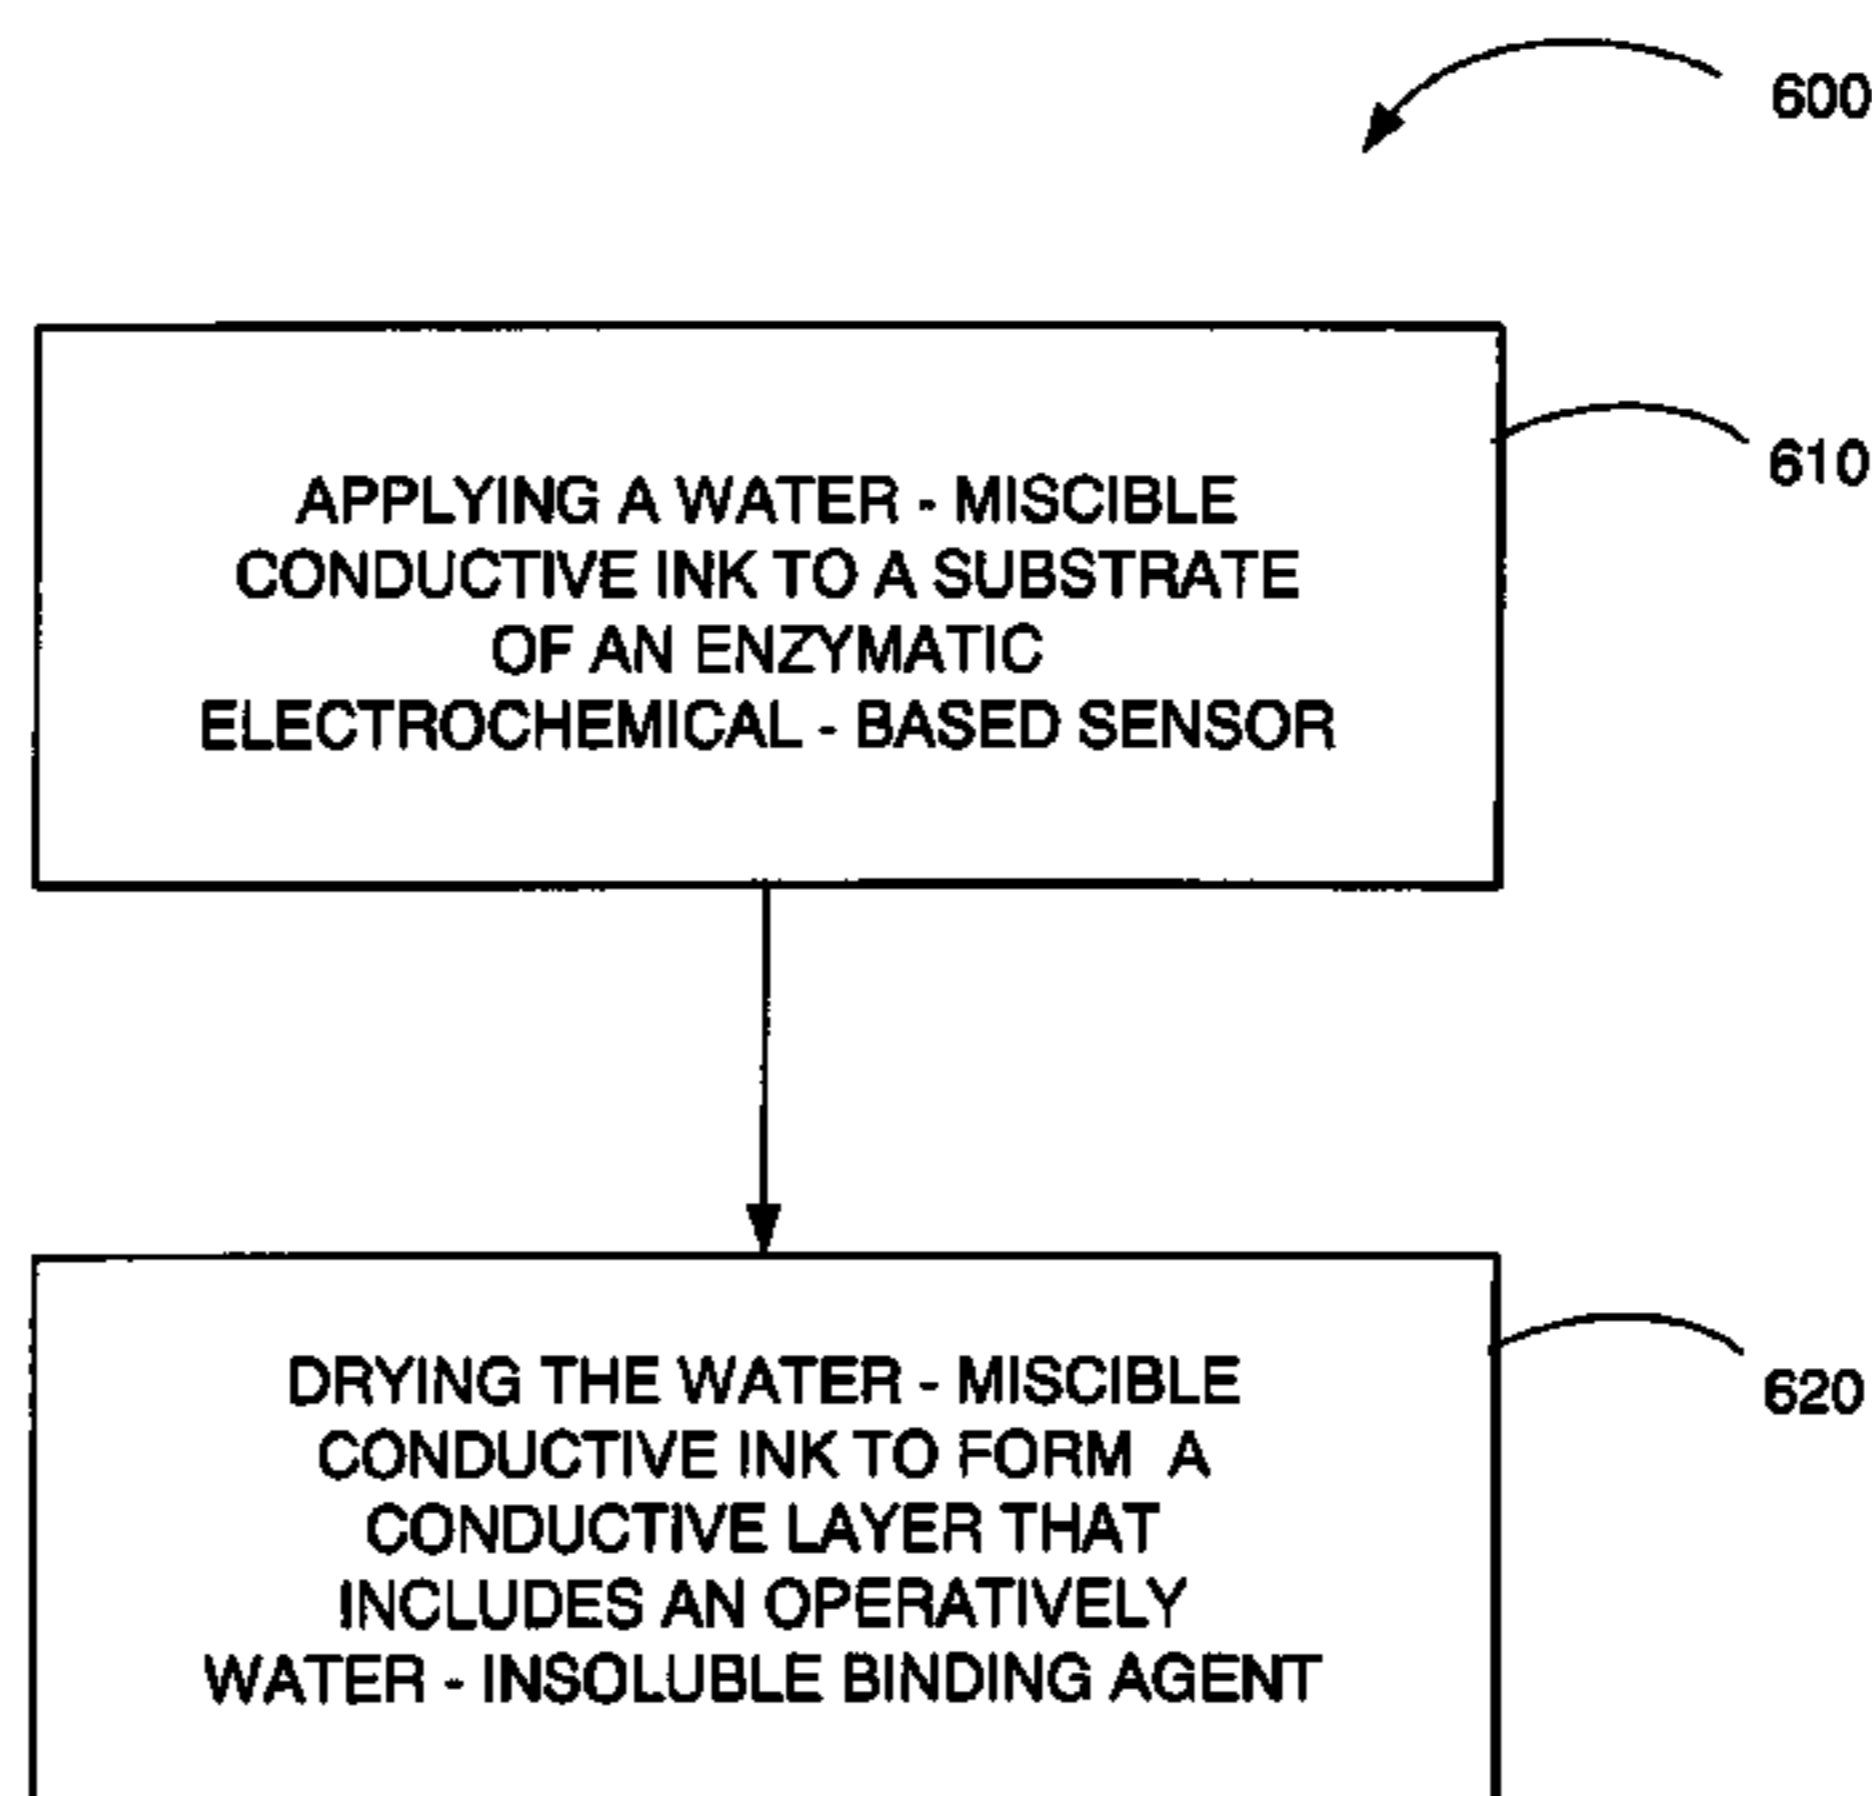 600
610
APPLYING A WATER - MISCIBLE
CONDUCTIVE INK TO A SUBSTRATE
OF AN ENZYMATIC
ELECTROCHEMICAL - BASED SENSOR
620
DRYING THE WATER - MISCIBLE
CONDUCTIVE INK TO FORM A
CONDUCTIVE LAYER THAT
INCLUDES AN OPERATIVELY
WATER - INSOLUBLE BINDING AGENT